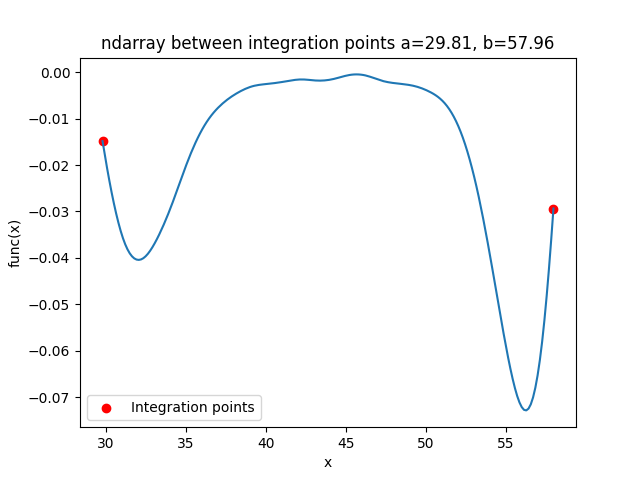 ndarray between integration points a=29.81, b=57.96
0.00
−0.01
−0.02
−0.03
−0.04
−0.05
−0.06
−0.07
func(x)
Integration points
30 35 40 45 50 55
x